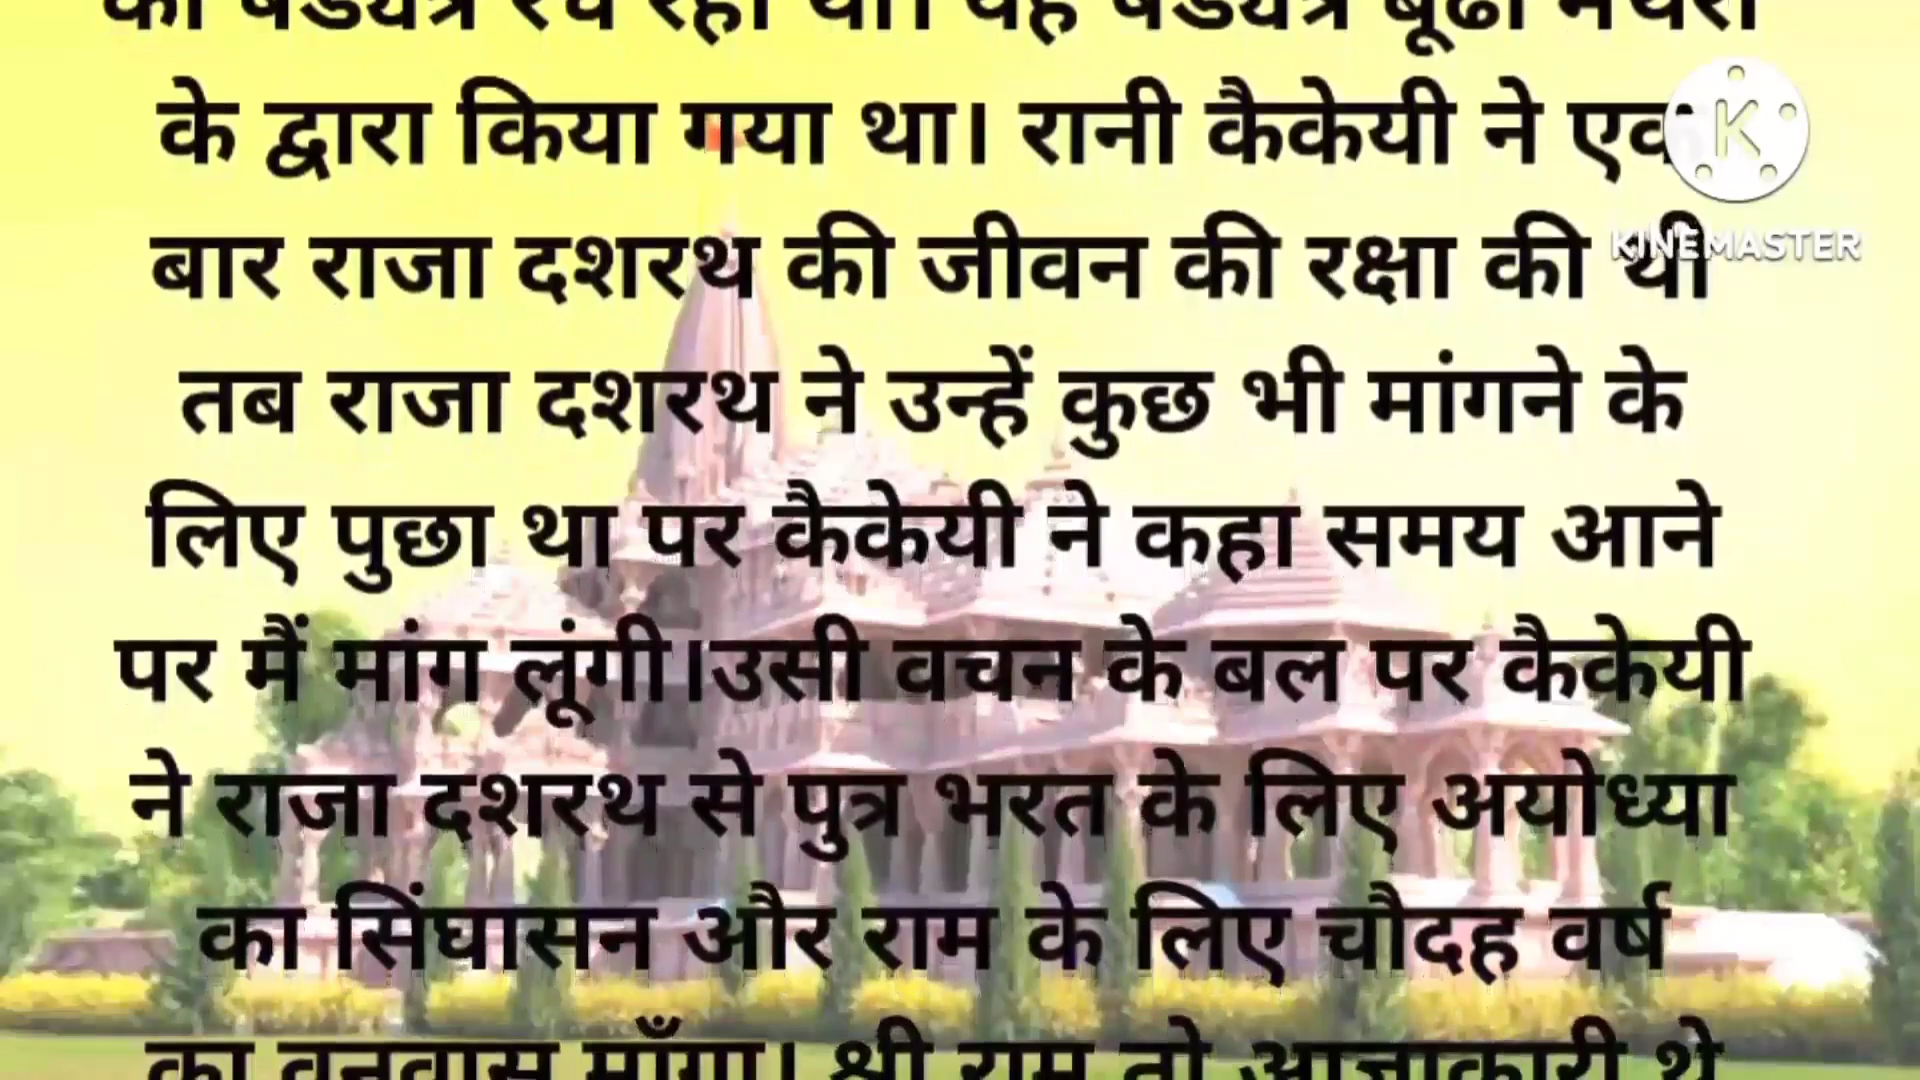 का षड्यंत्र रच रहा था। यह षड्यंत्र बूढी मंथरा
के द्वारा किया गया था। रानी कैकेयी ने एक
बार राजा दशरथ की जीवन की रक्षा की थी
तब राजा दशरथ ने उन्हें कुछ भी मांगने के
लिए पुछा था पर कैकेयी ने कहा समय आने
पर मैं मांग लूंगी।उसी वचन के बल पर कैकेयी
ने राजा दशरथ से पुत्र भरत के लिए अयोध्या
का सिंघासन और राम के लिए चौदह वर्ष
का वनवास माँगा। श्री राम तो आज्ञाकारी थे
K
KINEMASTER